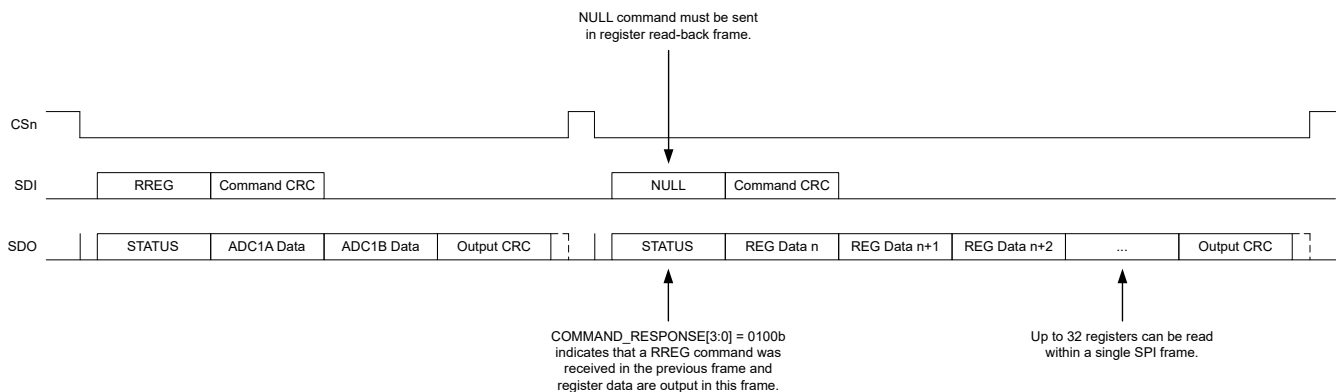 NULL command must be sent
in register read-back frame.
CSn
SDI
RREG
Command CRC
NULL
Command CRC
SDO
STATUS
ADC1A Data
ADC1B Data
Output CRC
STATUS
REG Data n
REG Data n+1
REG Data n+2
...
Output CRC
COMMAND_RESPONSE[3:0] = 0100b
indicates that a RREG command was
received in the previous frame and
register data are output in this frame.
Up to 32 registers can be read
within a single SPI frame.